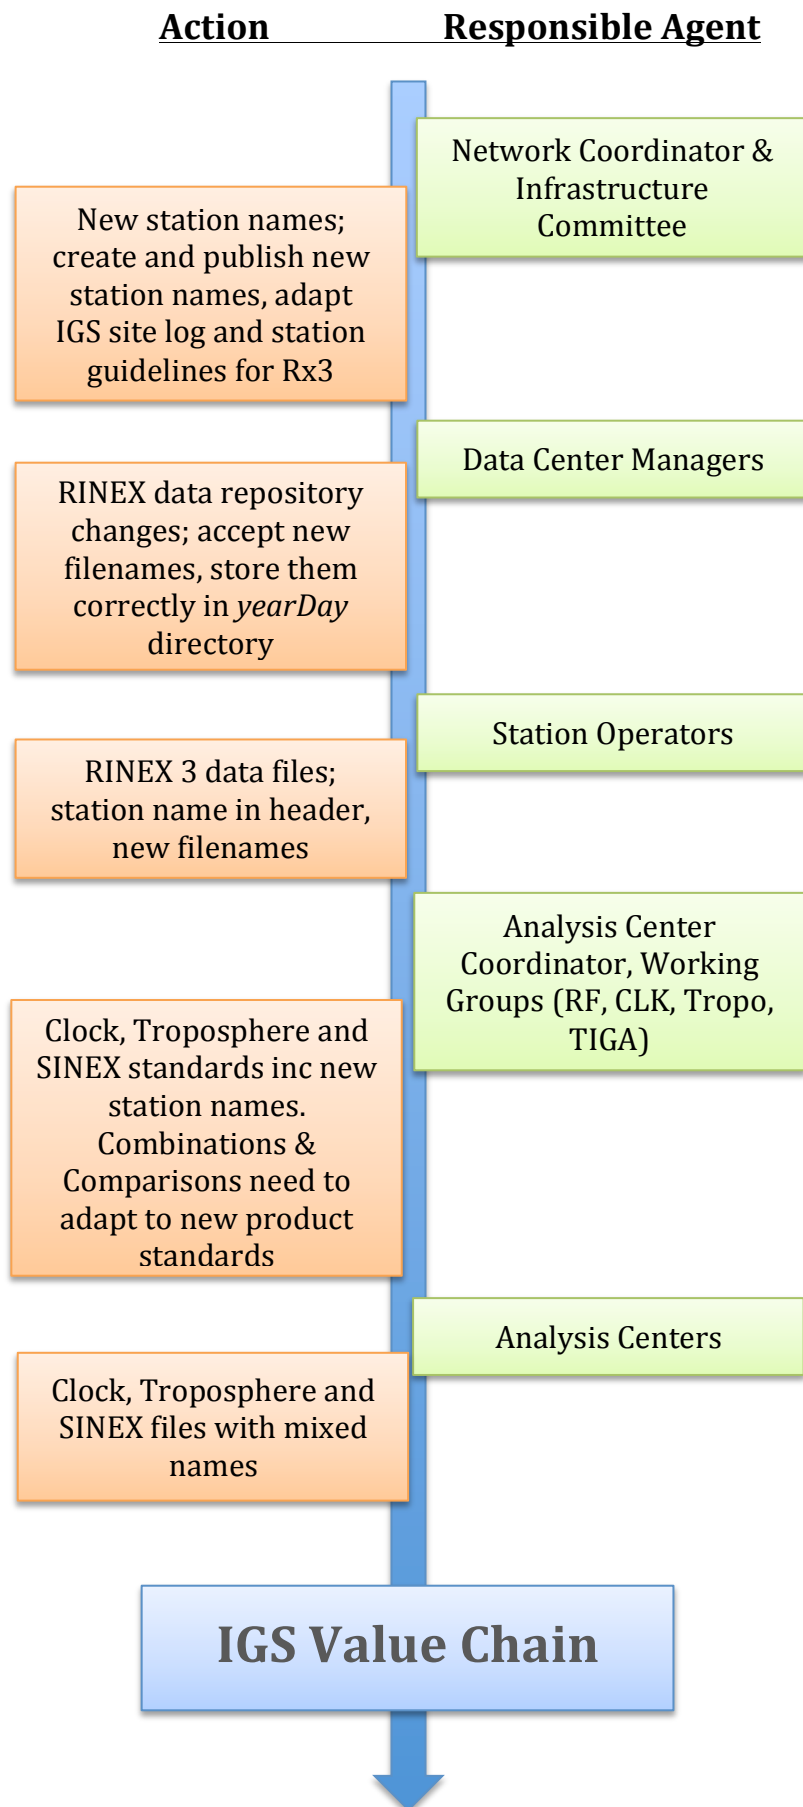 Action Responsible Agent
Network Coordinator &
Infrastructure
Committee
New station names;
create and publish new
station names, adapt
IGS site log and station
guidelines for Rx3
Data Center Managers
RINEX data repository
changes; accept new
filenames, store them
correctly in yearDay
directory
Station Operators
RINEX 3 data files;
station name in header,
new filenames
Analysis Center
Coordinator, Working
Groups (RF, CLK, Tropo,
TIGA)
Clock, Troposphere and
SINEX standards inc new
station names.
Combinations &
Comparisons need to
adapt to new product
standards
Analysis Centers
Clock, Troposphere and
SINEX files with mixed
names
IGS Value Chain